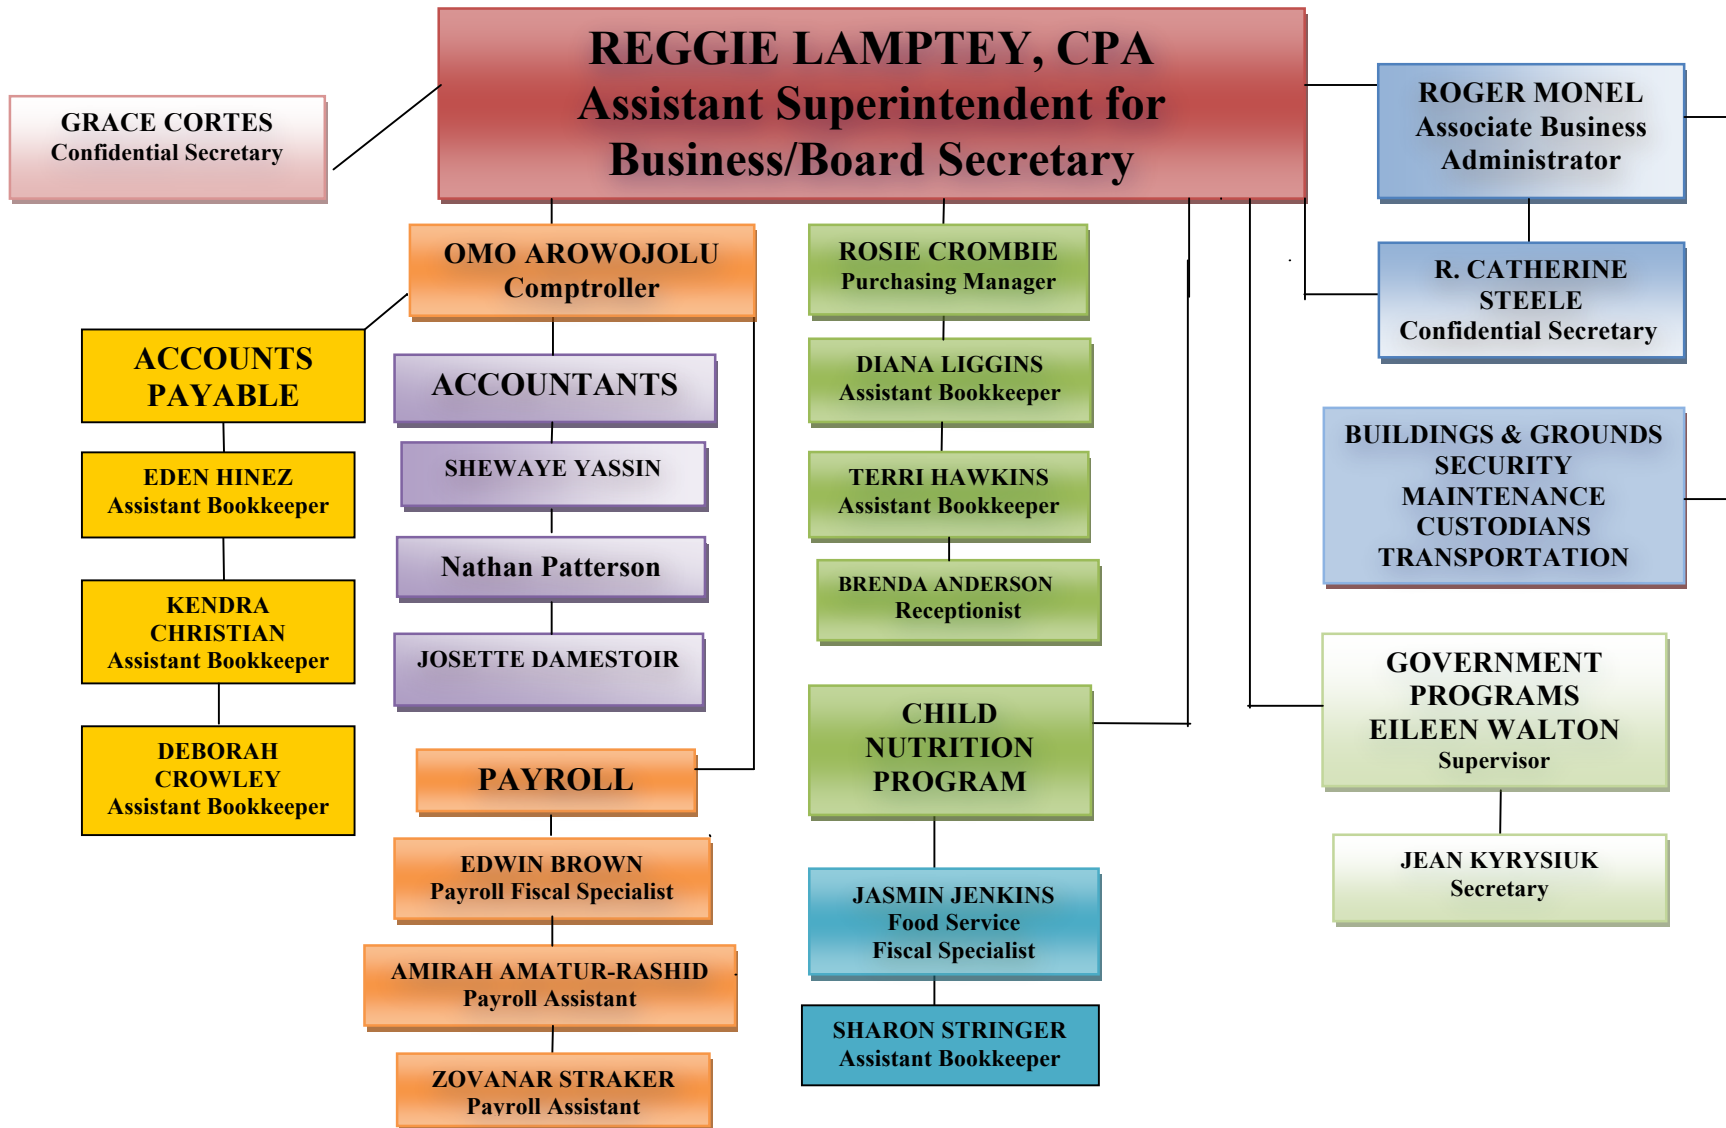 REGGIE LAMPTEY, CPA
Assistant Superintendent for
Business/Board Secretary
GRACE CORTES
Confidential Secretary
ROGER MONEL
Associate Business
Administrator
R. CATHERINE
STEELE
Confidential Secretary
OMO AROWOJOLU
Comptroller
ROSIE CROMBIE
Purchasing Manager
ACCOUNTS
PAYABLE
EDEN HINEZ
Assistant Bookkeeper
KENDRA
CHRISTIAN
Assistant Bookkeeper
DEBORAH
CROWLEY
Assistant Bookkeeper
ACCOUNTANTS
SHEWAYE YASSIN
Nathan Patterson
JOSETTE DAMESTOIR
PAYROLL
EDWIN BROWN
Payroll Fiscal Specialist
AMIRAH AMATUR-RASHID
Payroll Assistant
ZOVANAR STRAKER
Payroll Assistant
DIANA LIGGINS
Assistant Bookkeeper
TERRI HAWKINS
Assistant Bookkeeper
BRENDA ANDERSON
Receptionist
CHILD
NUTRITION
PROGRAM
JASMIN JENKINS
Food Service
Fiscal Specialist
SHARON STRINGER
Assistant Bookkeeper
BUILDINGS & GROUNDS
SECURITY
MAINTENANCE
CUSTODIANS
TRANSPORTATION
GOVERNMENT
PROGRAMS
EILEEN WALTON
Supervisor
JEAN KYRYSIUK
Secretary